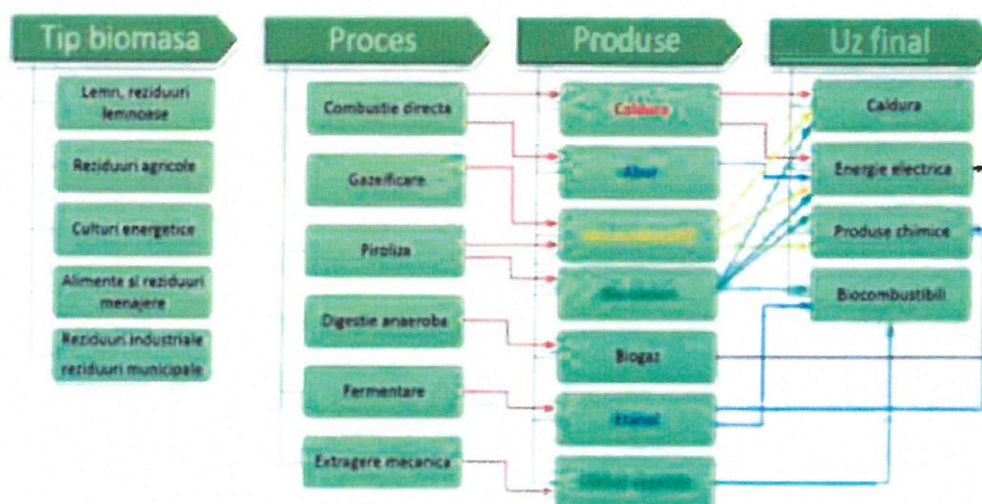 Tip biomasa
Lemn, reziduuri
lemnoase
Reziduuri agricole
Culturi energetice
Alimente si reziduuri
menajere
Reziduuri industriale
reziduuri municipale
Proces
Combustie directa
Gazeificare
Piroliza
Digestie anaeroba
Fermentare
Extragere mecanica
Produse
Caldura
Abur
Biogaz
Etanol
Uz final
Caldura
Energie electrica
Produse chimice
Biocombustibili